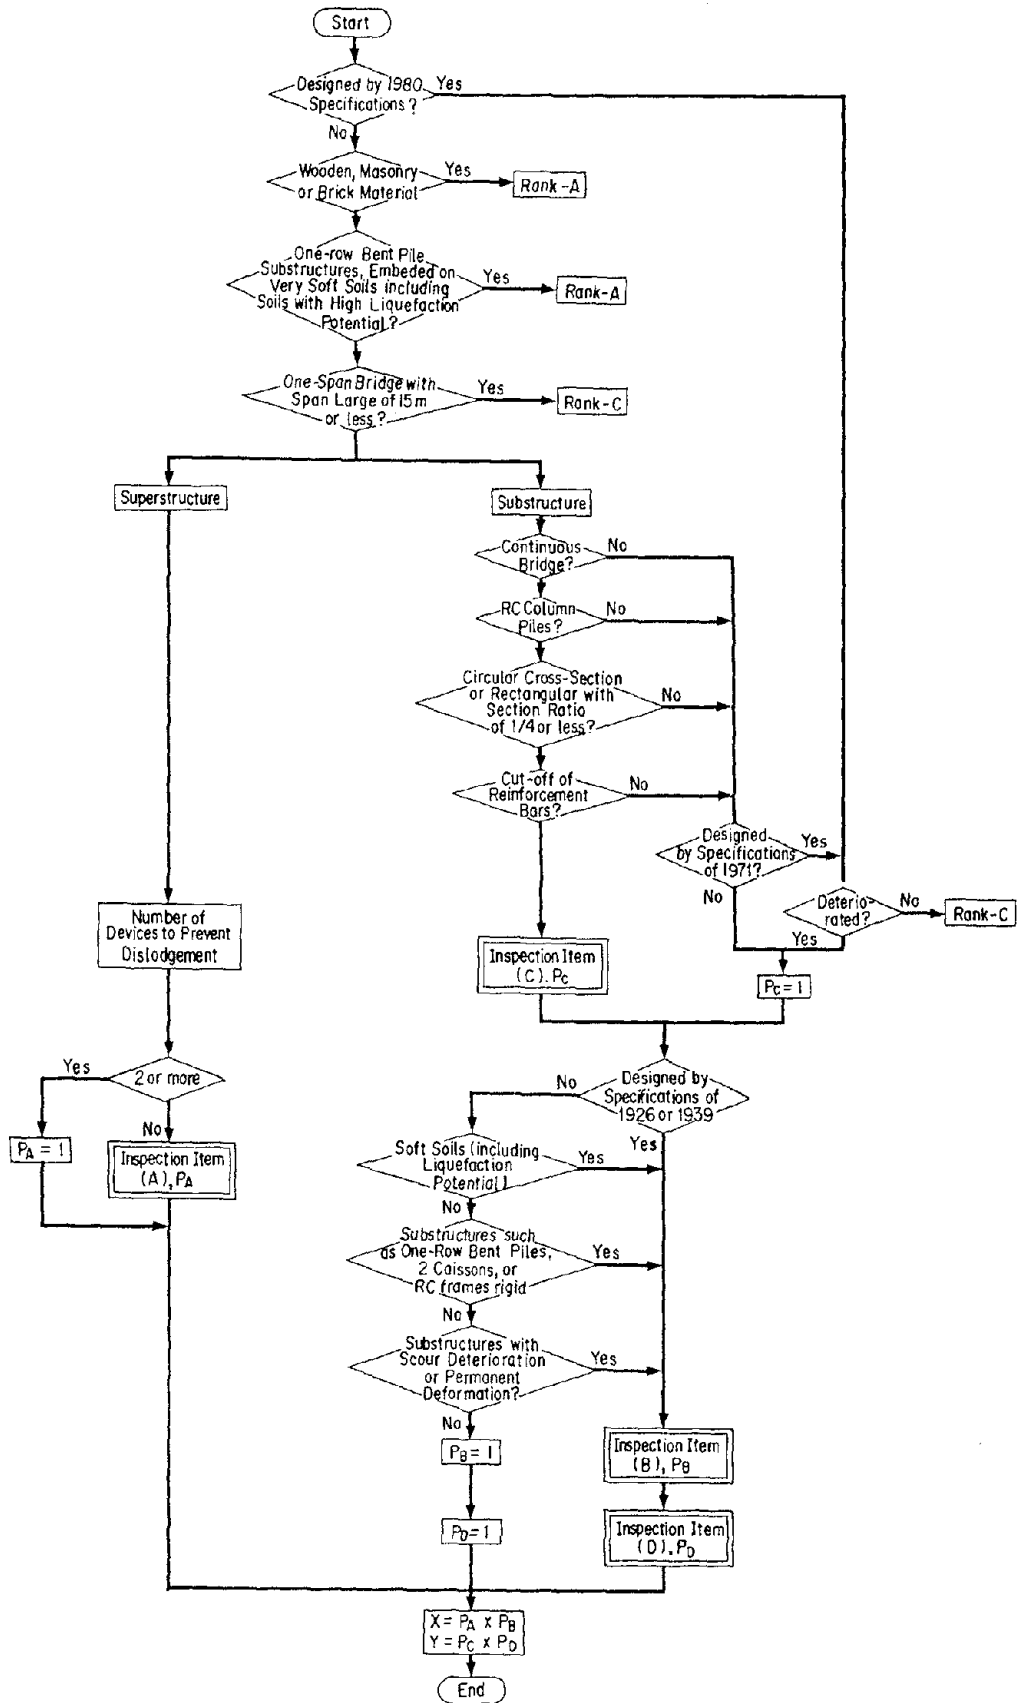 Start
Designed by 1980
Specifications?
Yes
No
Wooden, Masonry
or Brick Material
Yes
Rank-A
One-row Bent Pile
Substructures, Embeded on
Very Soft Soils including
Soils with High Liquefaction
Potential?
Yes
Rank-A
One-Span Bridge with
Span Large of 15m
or less?
Yes
Rank-C
Superstructure
Substructure
Continuous
Bridge?
No
RC Column
Piles?
No
Circular Cross-Section
or Rectangular with
Section Ratio
of 1/4 or less?
No
Cut-off of
Reinforcement
Bars?
No
Designed
by Specifications
of 1971?
Yes
No
Deterio-
rated?
No
Rank-C
Yes
Number of
Devices to Prevent
Dislodgement
Inspection Item
(C). PC
PC = 1
2 or more
Yes
No
PA = 1
Inspection Item
(A), PA
Designed by
Specifications of
1926 or 1939
No
Yes
Soft Soils (including
Liquefaction
Potential)
Yes
No
Substructures such
as One-Row Bent Piles,
2 Caissons, or
RC frames rigid
Yes
No
Substructures with
Scour Deterioration
or Permanent
Deformation?
Yes
No
PB = 1
Inspection Item
(B), PB
PD = 1
Inspection Item
(D). PD
X = PA x PB
Y = PC x PD
End